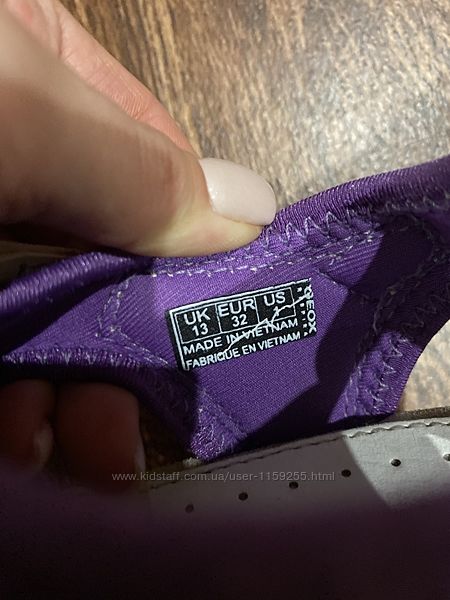 UK EUR US
13 32 1
MADE IN VIETNAM
FABRIQUE EN VIETNAM
GEOX
www.kidstaff.com.ua/user-1159255.html